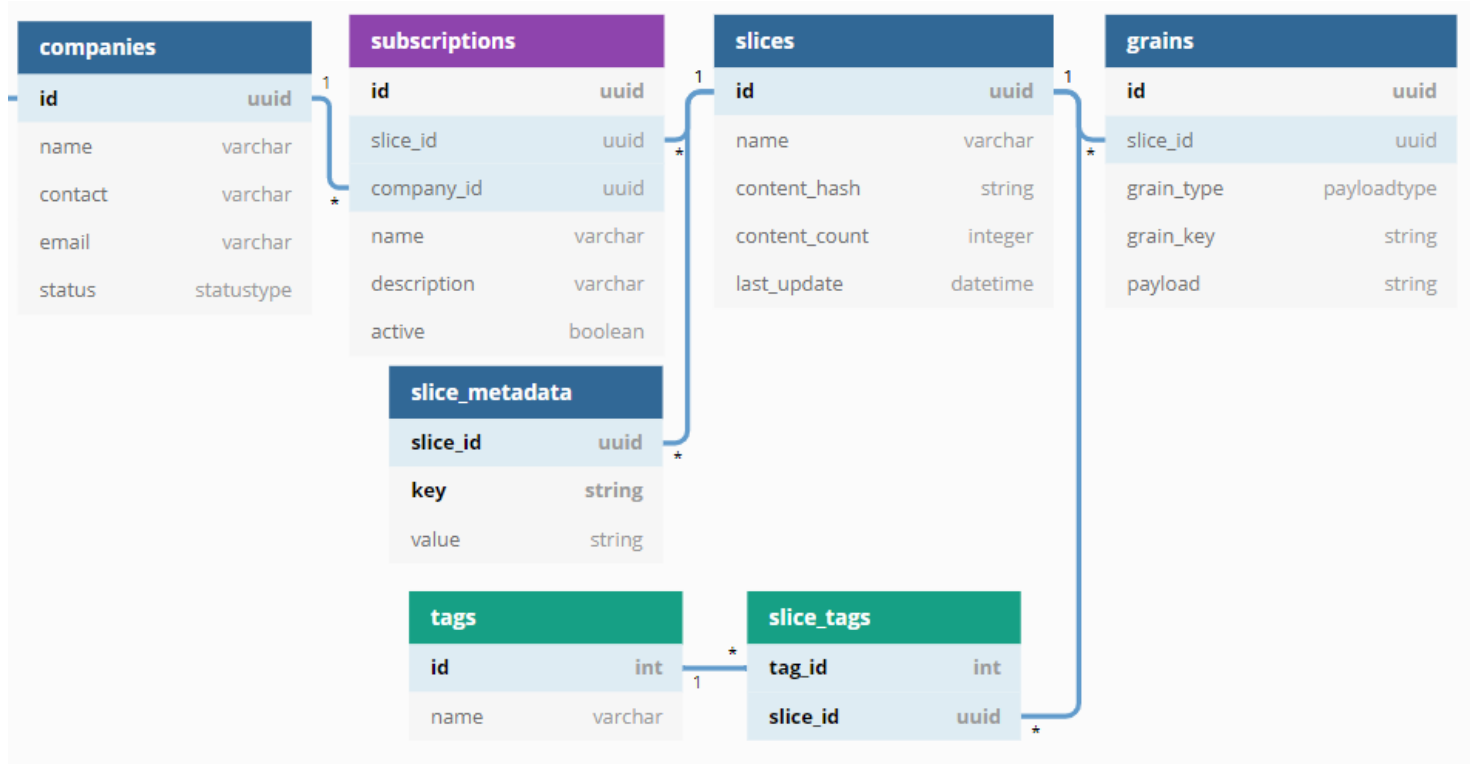 companies
id uuid
name varchar
contact varchar
email varchar
status statustype
1
*
subscriptions
id uuid
slice_id uuid
company_id uuid
name varchar
description varchar
active boolean
1
*
slices
id uuid
name varchar
content_hash string
content_count integer
last_update datetime
1
*
grains
id uuid
slice_id uuid
grain_type payloadtype
grain_key string
payload string
slice_metadata
slice_id uuid
key string
value string
*
tags
id int
name varchar
1
*
slice_tags
tag_id int
slice_id uuid
*